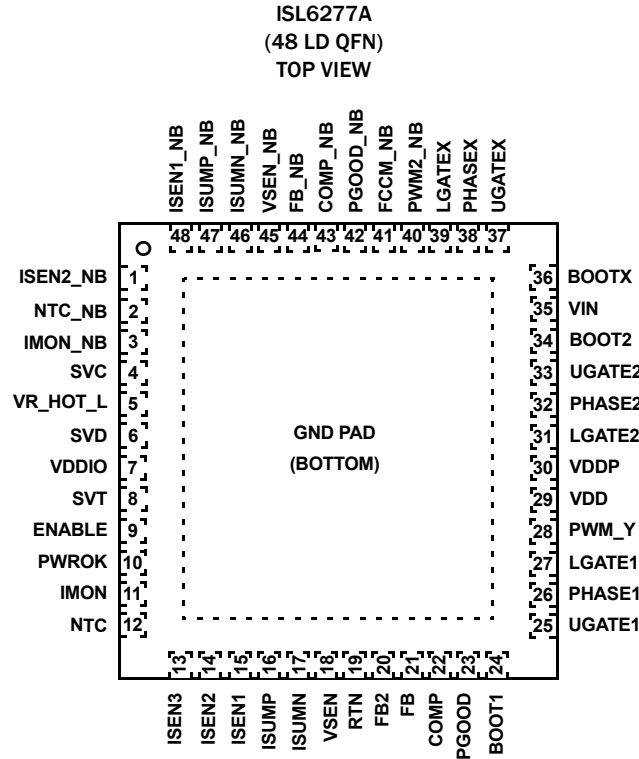 ISL6277A
(48 LD QFN)
TOP VIEW
ISEN1_NB
ISUMP_NB
ISUMN_NB
VSEN_NB
FB_NB
COMP_NB
PGOOD_NB
FCCM_NB
PWM2_NB
LGATEX
PHASEX
UGATEX
48 47 46 45 44 43 42 41 40 39 38 37
ISEN2_NB 1
NTC_NB 2
IMON_NB 3
SVC 4
VR_HOT_L 5
SVD 6
VDDIO 7
SVT 8
ENABLE 9
PWROK 10
IMON 11
NTC 12
GND PAD
(BOTTOM)
36 BOOTX
35 VIN
34 BOOT2
33 UGATE2
32 PHASE2
31 LGATE2
30 VDDP
29 VDD
28 PWM_Y
27 LGATE1
26 PHASE1
25 UGATE1
13 14 15 16 17 18 19 20 21 22 23 24
ISEN3
ISEN2
ISEN1
ISUMP
ISUMN
VSEN
RTN
FB2
FB
COMP
PGOOD
BOOT1